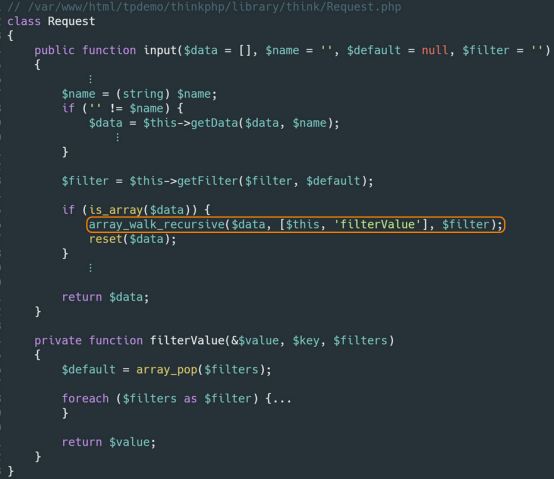 // /var/www/html/tpdemo/thinkphp/library/think/Request.php
class Request
{
    public function input($data = [], $name = '', $default = null, $filter = '')
    {
        ⋮
        $name = (string) $name;
        if ('' != $name) {
            $data = $this->getData($data, $name);
            ⋮
        }
        $filter = $this->getFilter($filter, $default);
        if (is_array($data)) {
            array_walk_recursive($data, [$this, 'filterValue'], $filter);
            reset($data);
        }
        ⋮
        return $data;
    }
    private function filterValue(&$value, $key, $filters)
    {
        $default = array_pop($filters);
        foreach ($filters as $filter) {...
        }
        return $value;
    }
}